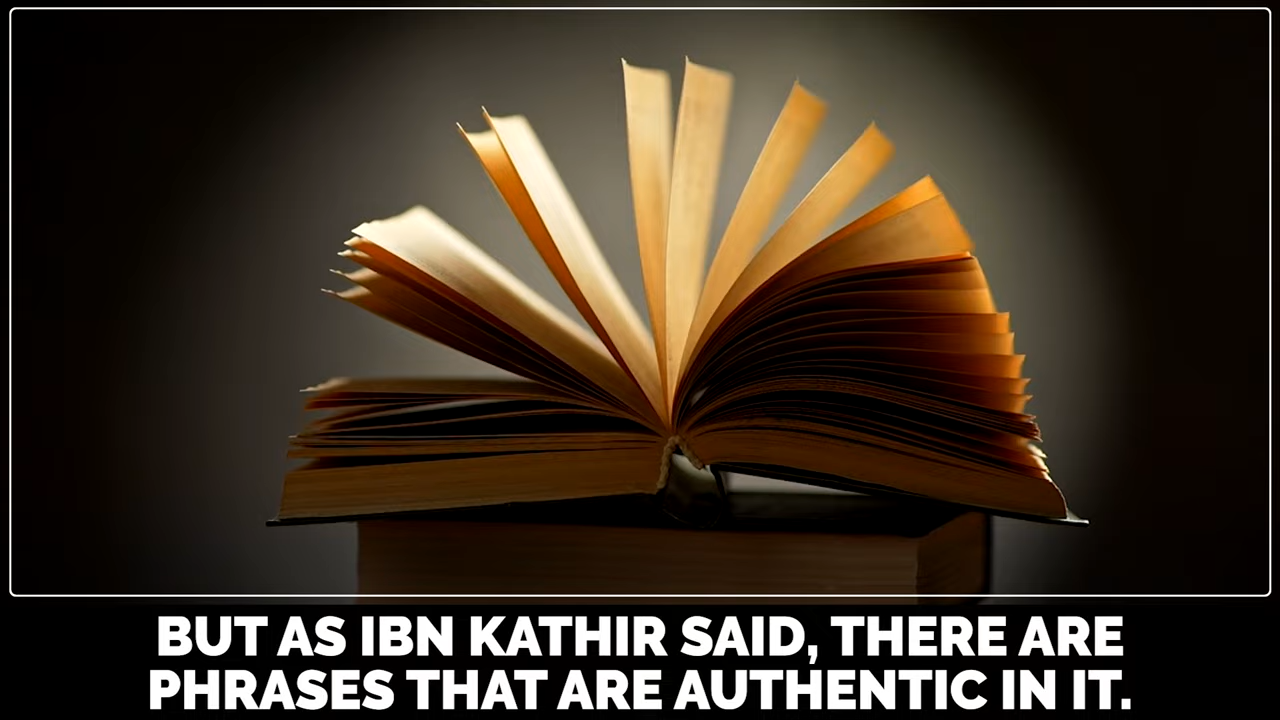 BUT AS IBN KATHIR SAID, THERE ARE
PHRASES THAT ARE AUTHENTIC IN IT.